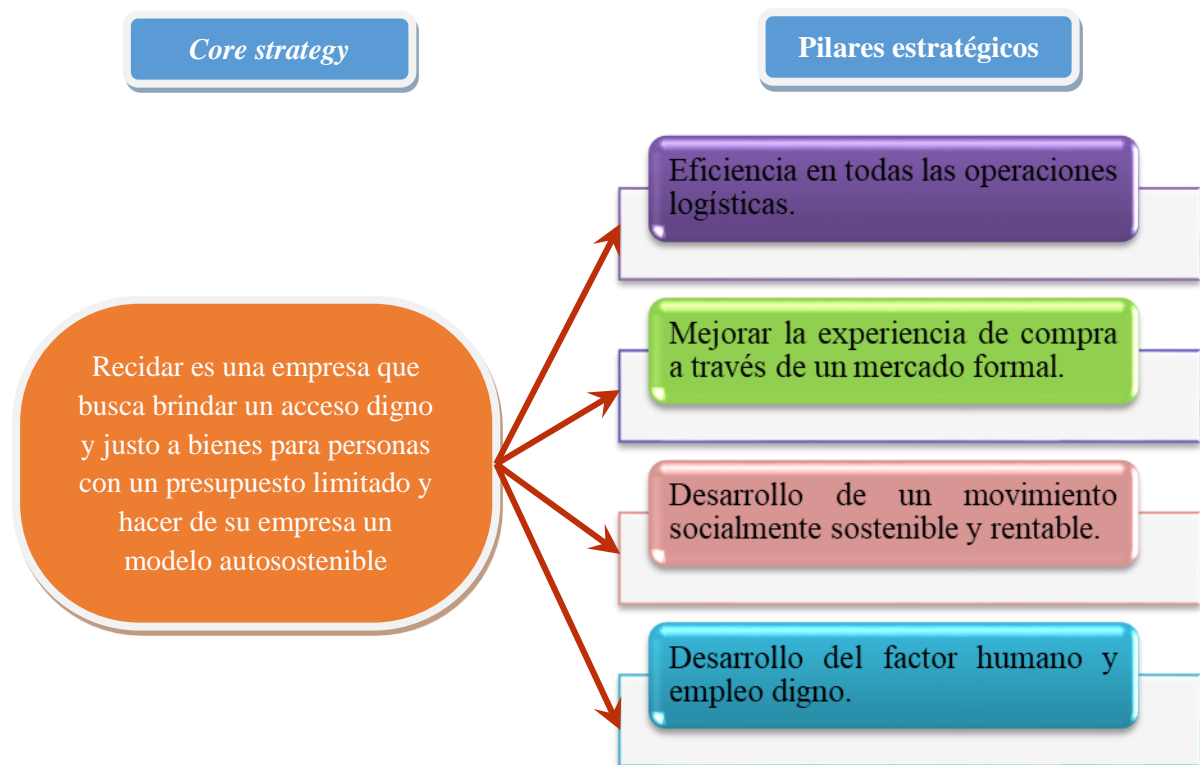 Core strategy
Pilares estratégicos
Recidar es una empresa que
busca brindar un acceso digno
y justo a bienes para personas
con un presupuesto limitado y
hacer de su empresa un
modelo autosostenible
Eficiencia en todas las operaciones
logísticas.
Mejorar la experiencia de compra
a través de un mercado formal.
Desarrollo de un movimiento
socialmente sostenible y rentable.
Desarrollo del factor humano y
empleo digno.